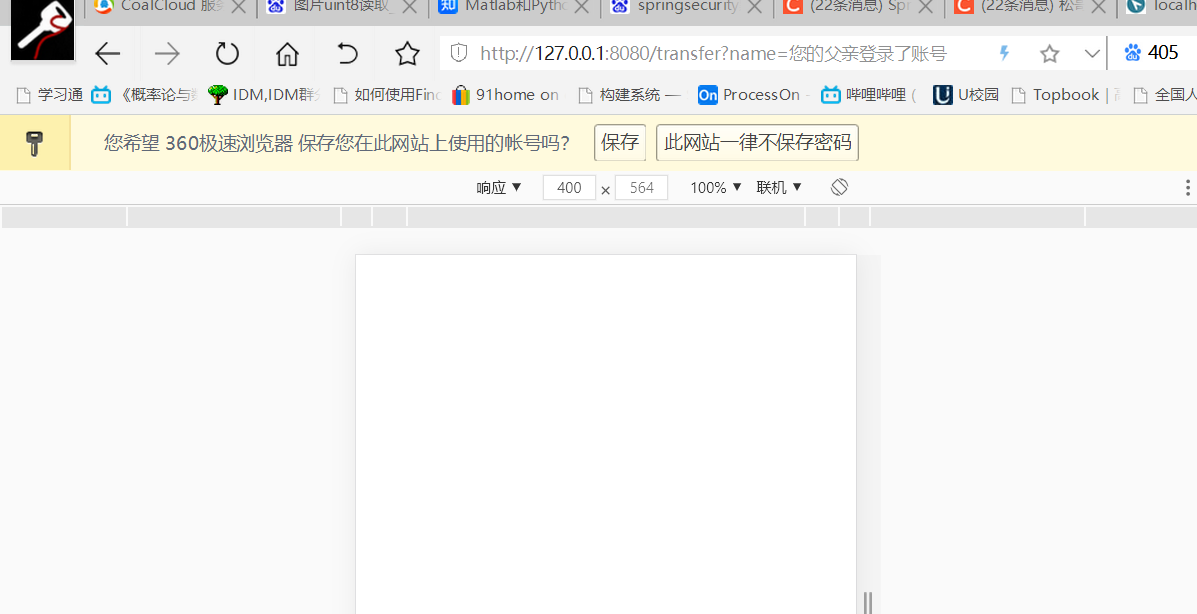 CoalCloud 服务 图片uint8读取_ Matlab和Pytho springsecurity (22条消息) Spr (22条消息) 松哥 localh
http://127.0.0.1:8080/transfer?name=您的父亲登录了账号 405
学习通 《概率论与数 IDM,IDM群分 如何使用Find 91home on 构建系统 — ProcessOn - 哔哩哔哩 ( U校园 Topbook | 全国人
您希望 360极速浏览器 保存您在此网站上使用的帐号吗? 保存 此网站一律不保存密码
响应 ▼ 400 × 564 100% ▼ 联机 ▼